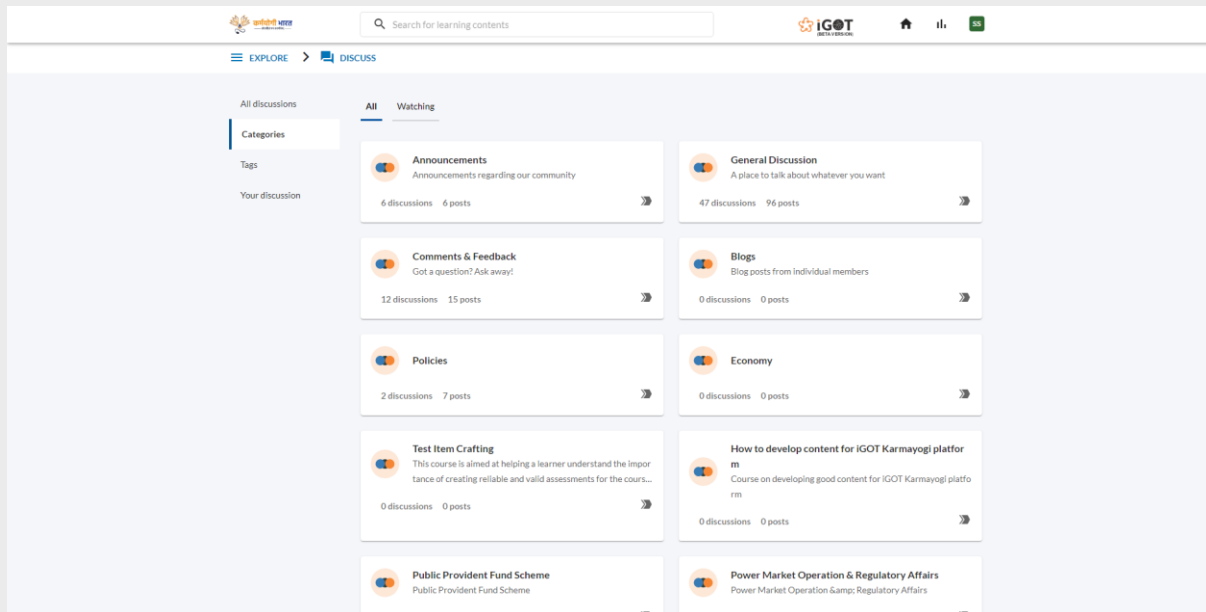 कर्मयोगी भारत
Search for learning contents
iGOT
(BETA VERSION)
SS
EXPLORE
DISCUSS
All discussions
Categories
Tags
Your discussion
All
Watching
Announcements
Announcements regarding our community
6 discussions 6 posts
General Discussion
A place to talk about whatever you want
47 discussions 96 posts
Comments & Feedback
Got a question? Ask away!
12 discussions 15 posts
Blogs
Blog posts from individual members
0 discussions 0 posts
Policies
2 discussions 7 posts
Economy
0 discussions 0 posts
Test Item Crafting
This course is aimed at helping a learner understand the impor
tance of creating reliable and valid assessments for the cours...
0 discussions 0 posts
How to develop content for iGOT Karmayogi platfor
m
Course on developing good content for iGOT Karmayogi platfo
rm
0 discussions 0 posts
Public Provident Fund Scheme
Public Provident Fund Scheme
Power Market Operation & Regulatory Affairs
Power Market Operation &amp; Regulatory Affairs